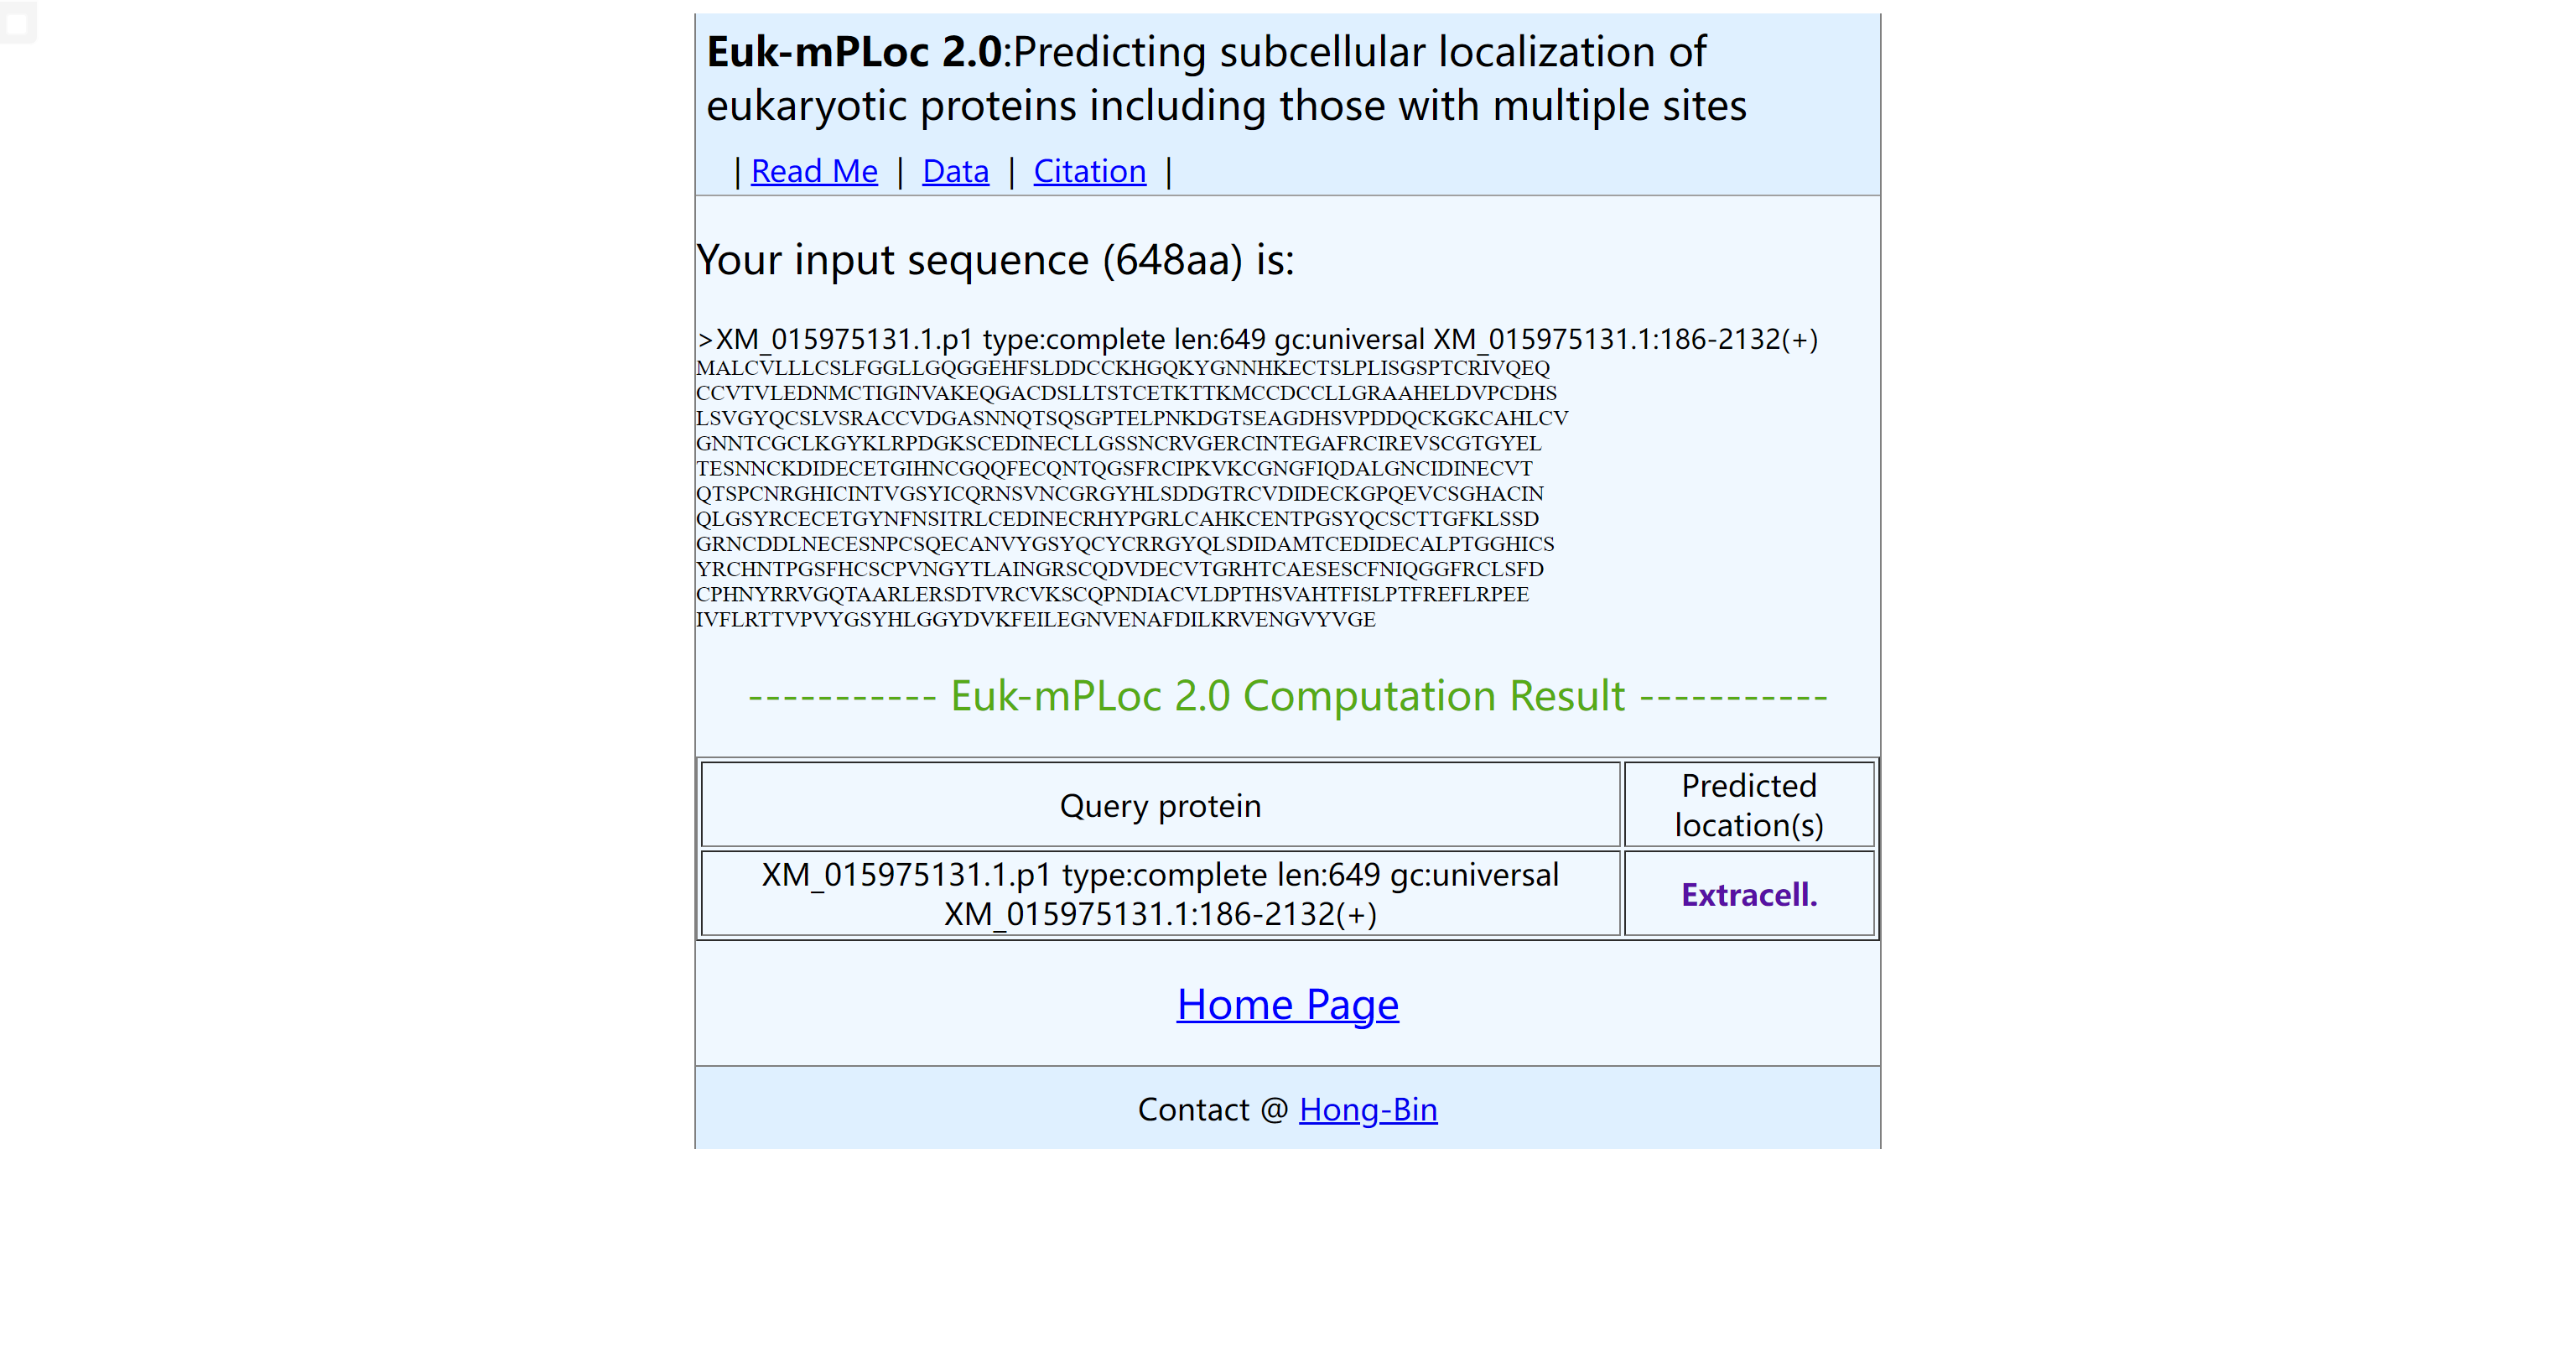 Euk-mPLoc 2.0:Predicting subcellular localization of
eukaryotic proteins including those with multiple sites
| Read Me | Data | Citation |
Your input sequence (648aa) is:
>XM_015975131.1.p1 type:complete len:649 gc:universal XM_015975131.1:186-2132(+)
MALCVLLLCSLFGGLLGQGGEHFSLDDCCKHGQKYGNNHKECTSLPLISGSPTCRIVQEQ
CCVTVLEDNMCTIGINVAKEQGACDSLLTSTCETKTTKMCCDCCLLGRAAHELDVPCDHS
LSVGYQCSLVSRACCVDGASNNQTSQSGPTELPNKDGTSEAGDHSVPDDQCKGKCAHLCV
GNNTCGCLKGYKLRPDGKSCEDINECLLGSSNCRVGERCINTEGAFRCIREVSCGTGYEL
TESNNCKDIDECETGIHNCGQQFECQNTQGSFRCIPKVKCGNGFIQDALGNCIDINECVT
QTSPCNRGHICINTVGSYICQRNSVNCGRGYHLSDDGTRCVDIDECKGPQEVCSGHACIN
QLGSYRCECETGYNFNSITRLCEDINECRHYPGRLCAHKCENTPGSYQCSCTTGFKLSSD
GRNCDDLNECESNPCSQECANVYGSYQCYCRRGYQLSDIDAMTCEDIDECALPTGGHICS
YRCHNTPGSFHCSCPVNGYTLAINGRSCQDVDECVTGRHTCAESESCFNIQGGFRCLSFD
CPHNYRRVGQTAARLERSDTVRCVKSCQPNDIACVLDPTHSVAHTFISLPTFREFLRPEE
IVFLRTTVPVYGSYHLGGYDVKFEILEGNVENAFDILKRVENGVYVGE
----------- Euk-mPLoc 2.0 Computation Result -----------
Query protein
Predicted
location(s)
XM_015975131.1.p1 type:complete len:649 gc:universal
XM_015975131.1:186-2132(+)
Extracell.
Home Page
Contact @ Hong-Bin